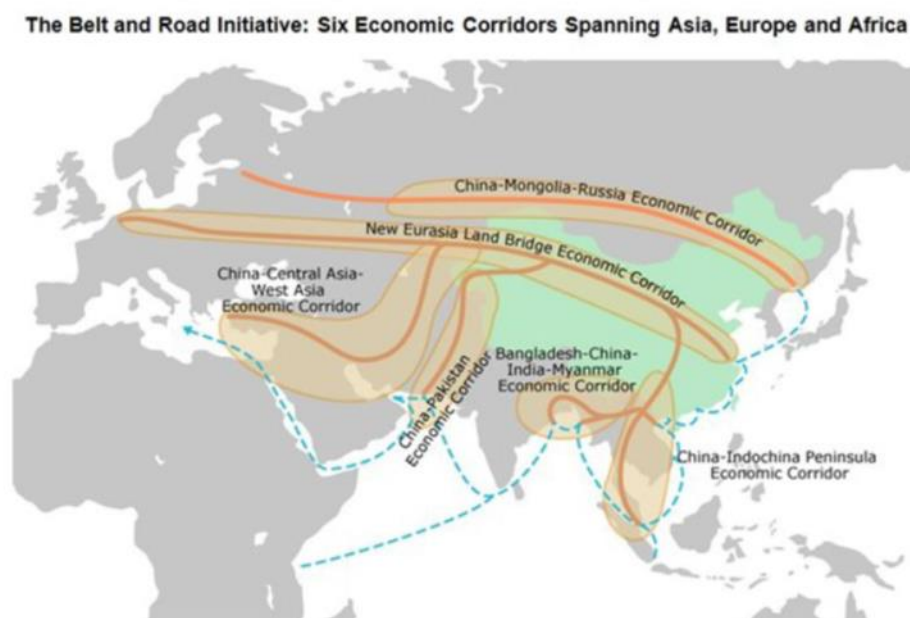 The Belt and Road Initiative: Six Economic Corridors Spanning Asia, Europe and Africa
China-Mongolia-Russia Economic Corridor
New Eurasia Land Bridge Economic Corridor
China-Central Asia-
West Asia
Economic Corridor
China-Pakistan
Economic Corridor
Bangladesh-China-
India-Myanmar
Economic Corridor
China-Indochina Peninsula
Economic Corridor